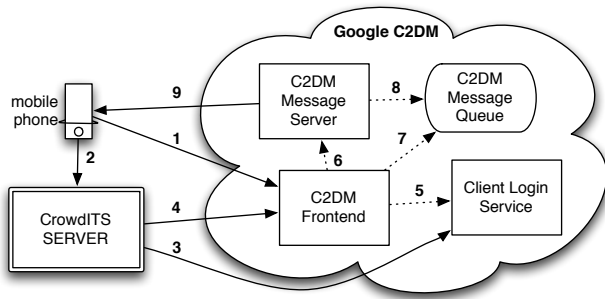 Google C2DM
C2DM
Message
Server
8
C2DM
Message
Queue
9
mobile
phone
1
7
2
6
C2DM
Frontend
5
Client Login
Service
CrowdITS
SERVER
4
3